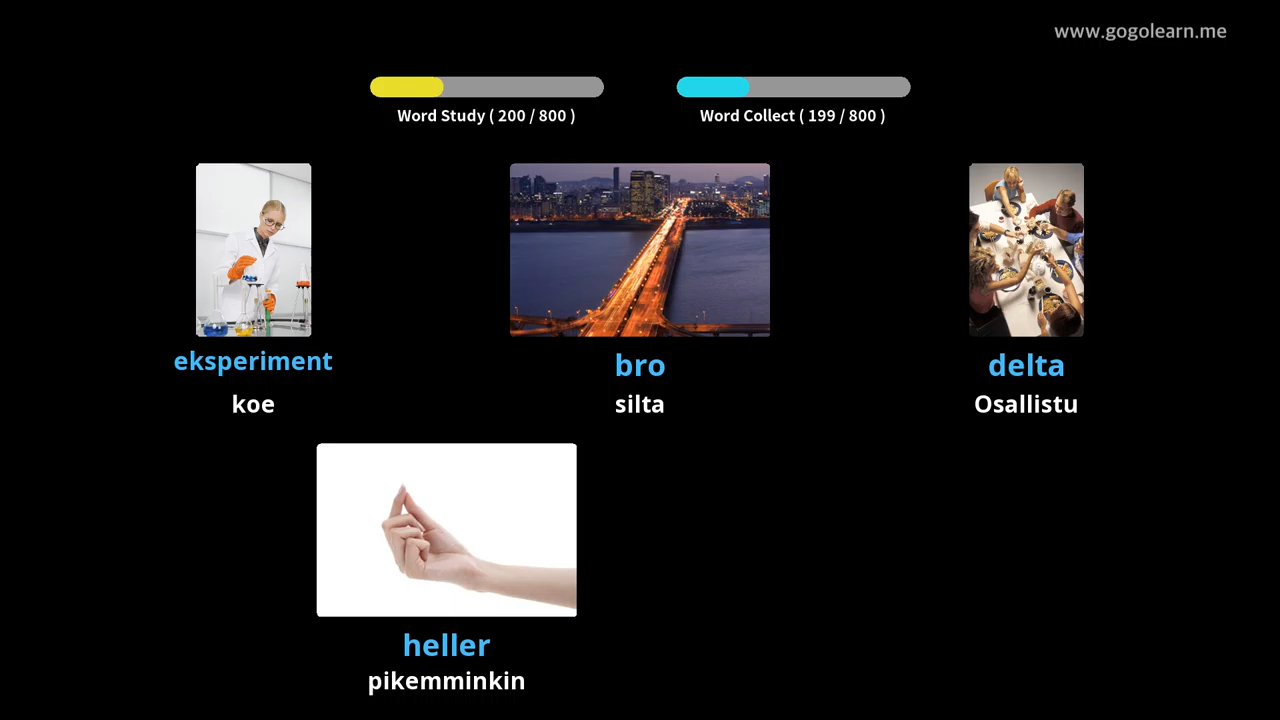 www.gogolearn.me
Word Study ( 200 / 800 )
Word Collect ( 199 / 800 )
eksperiment
koe
bro
silta
delta
Osallistu
heller
pikemminkin